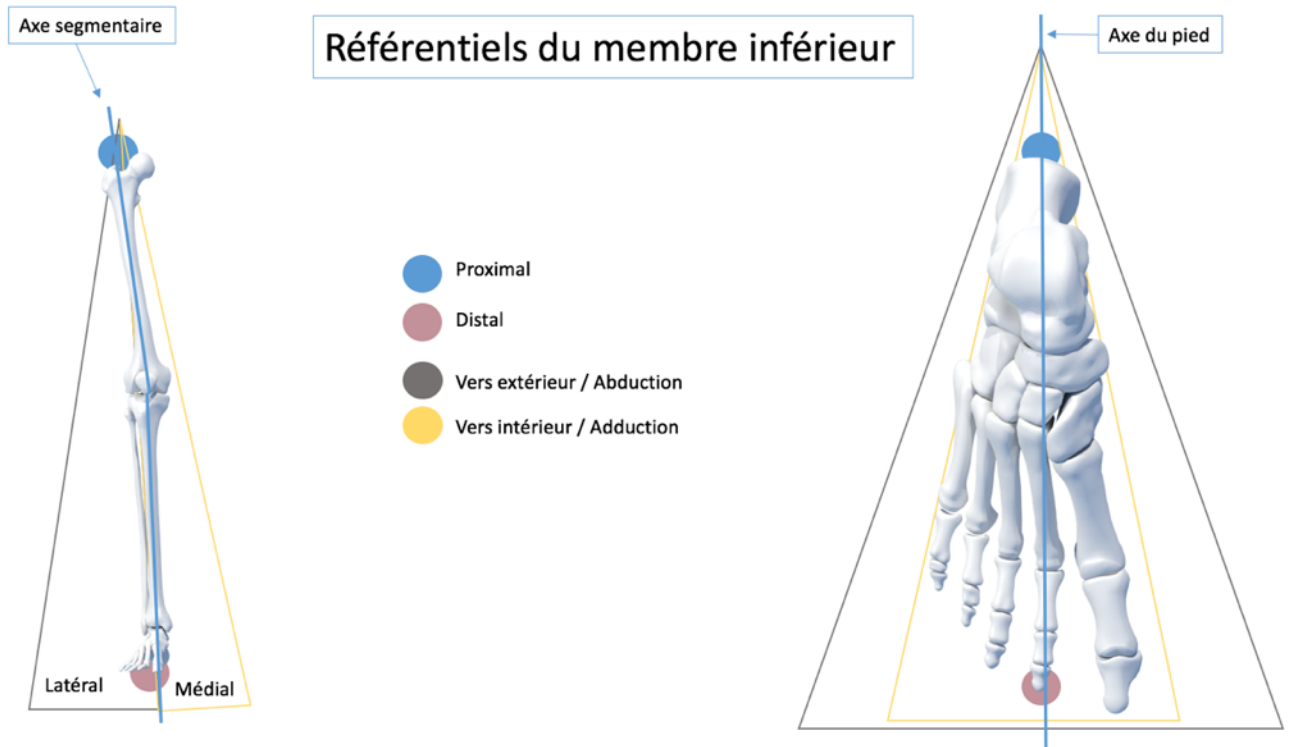 Axe segmentaire
Référentiels du membre inférieur
Axe du pied
Proximal
Distal
Vers extérieur / Abduction
Vers intérieur / Adduction
Latéral
Médial